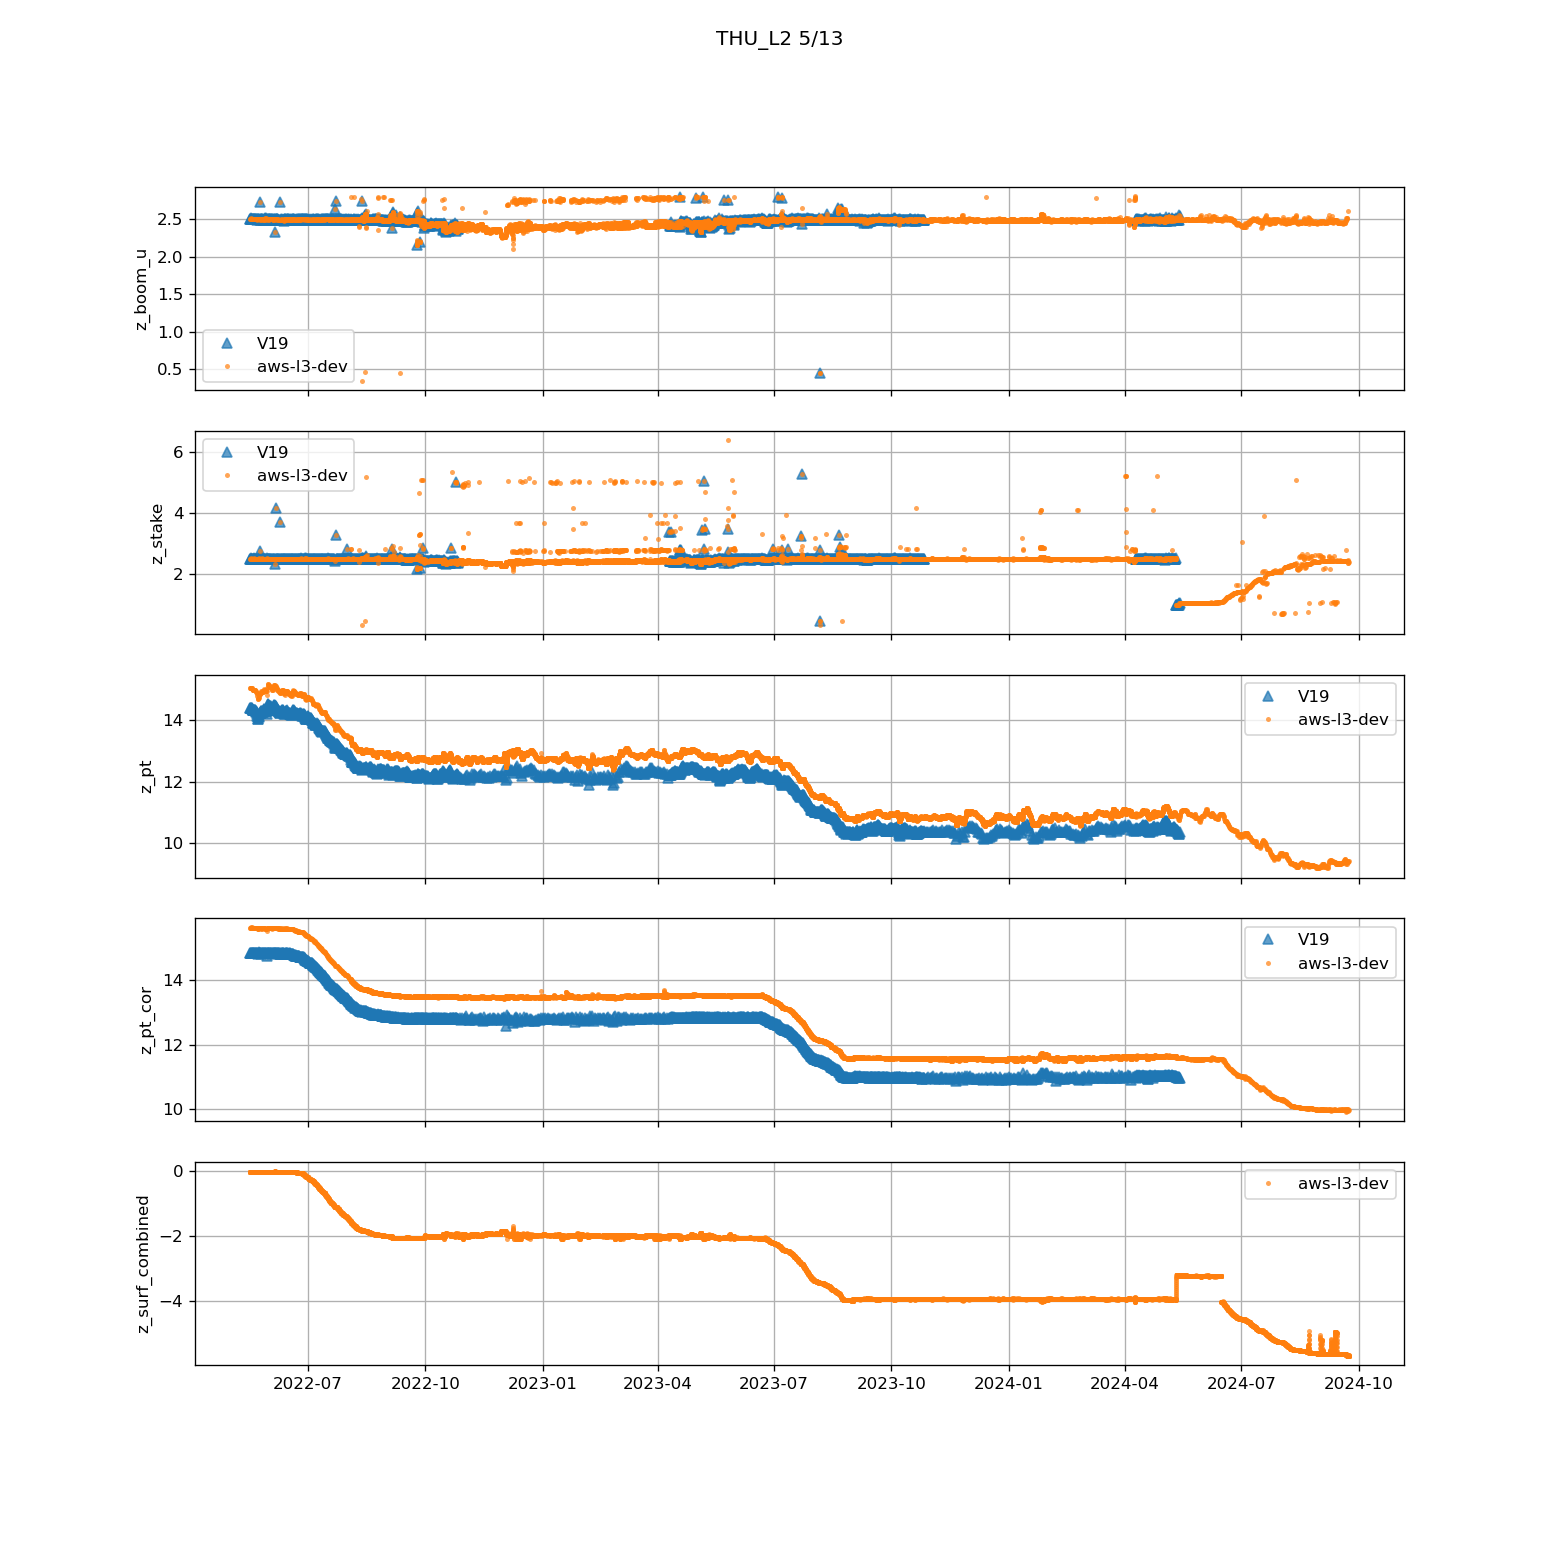 THU_L2 5/13
z_boom_u
2.5
2.0
1.5
1.0
0.5
V19
aws-l3-dev
z_stake
6
4
2
V19
aws-l3-dev
z_pt
14
12
10
V19
aws-l3-dev
z_pt_cor
14
12
10
V19
aws-l3-dev
z_surf_combined
0
−2
−4
aws-l3-dev
2022-07 2022-10 2023-01 2023-04 2023-07 2023-10 2024-01 2024-04 2024-07 2024-10